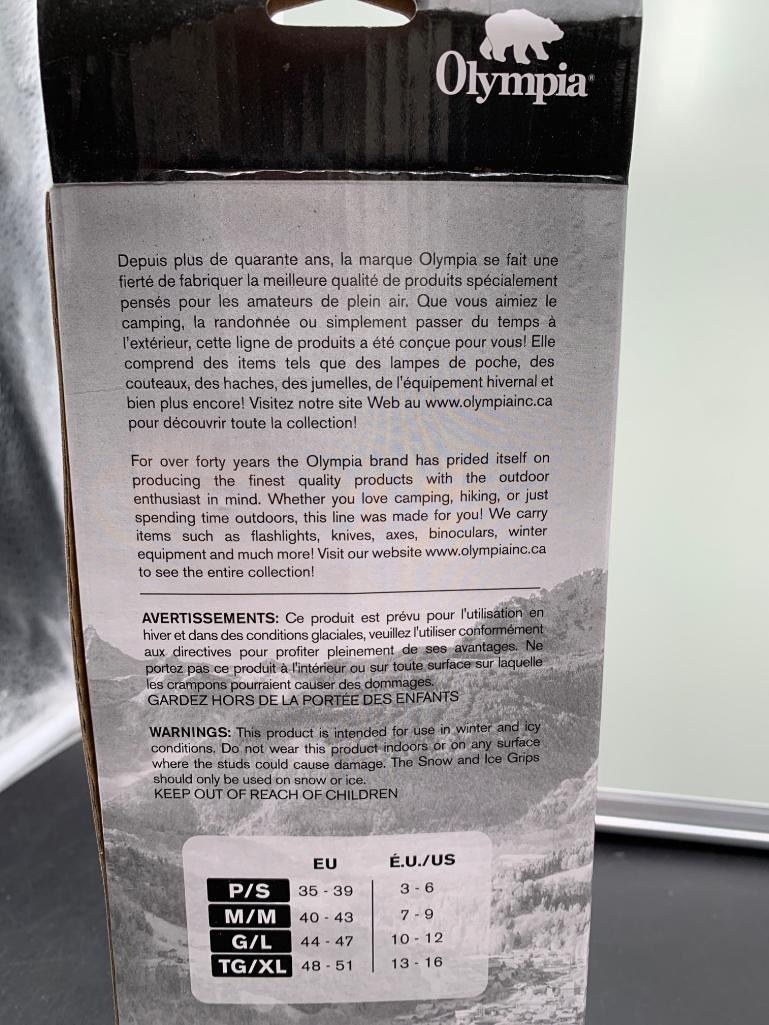 Olympia®
Depuis plus de quarante ans, la marque Olympia se fait une
fierté de fabriquer la meilleure qualité de produits spécialement
pensés pour les amateurs de plein air. Que vous aimiez le
camping, la randonnée ou simplement passer du temps à
l'extérieur, cette ligne de produits a été conçue pour vous! Elle
comprend des items tels que des lampes de poche, des
couteaux, des haches, des jumelles, de l'équipement hivernal et
bien plus encore! Visitez notre site Web au www.olympiainc.ca
pour découvrir toute la collection!
For over forty years the Olympia brand has prided itself on
producing the finest quality products with the outdoor
enthusiast in mind. Whether you love camping, hiking, or just
spending time outdoors, this line was made for you! We carry
items such as flashlights, knives, axes, binoculars, winter
equipment and much more! Visit our website www.olympiainc.ca
to see the entire collection!
AVERTISSEMENTS: Ce produit est prévu pour l'utilisation en
hiver et dans des conditions glaciales, veuillez l'utiliser conformément
aux directives pour profiter pleinement de ses avantages. Ne
portez pas ce produit à l'intérieur ou sur toute surface sur laquelle
les crampons pourraient causer des dommages.
GARDEZ HORS DE LA PORTÉE DES ENFANTS
WARNINGS: This product is intended for use in winter and icy
conditions. Do not wear this product indoors or on any surface
where the studs could cause damage. The Snow and Ice Grips
should only be used on snow or ice.
KEEP OUT OF REACH OF CHILDREN
EU É.U./US
P/S 35 - 39 3 - 6
M/M 40 - 43 7 - 9
G/L 44 - 47 10 - 12
TG/XL 48 - 51 13 - 16